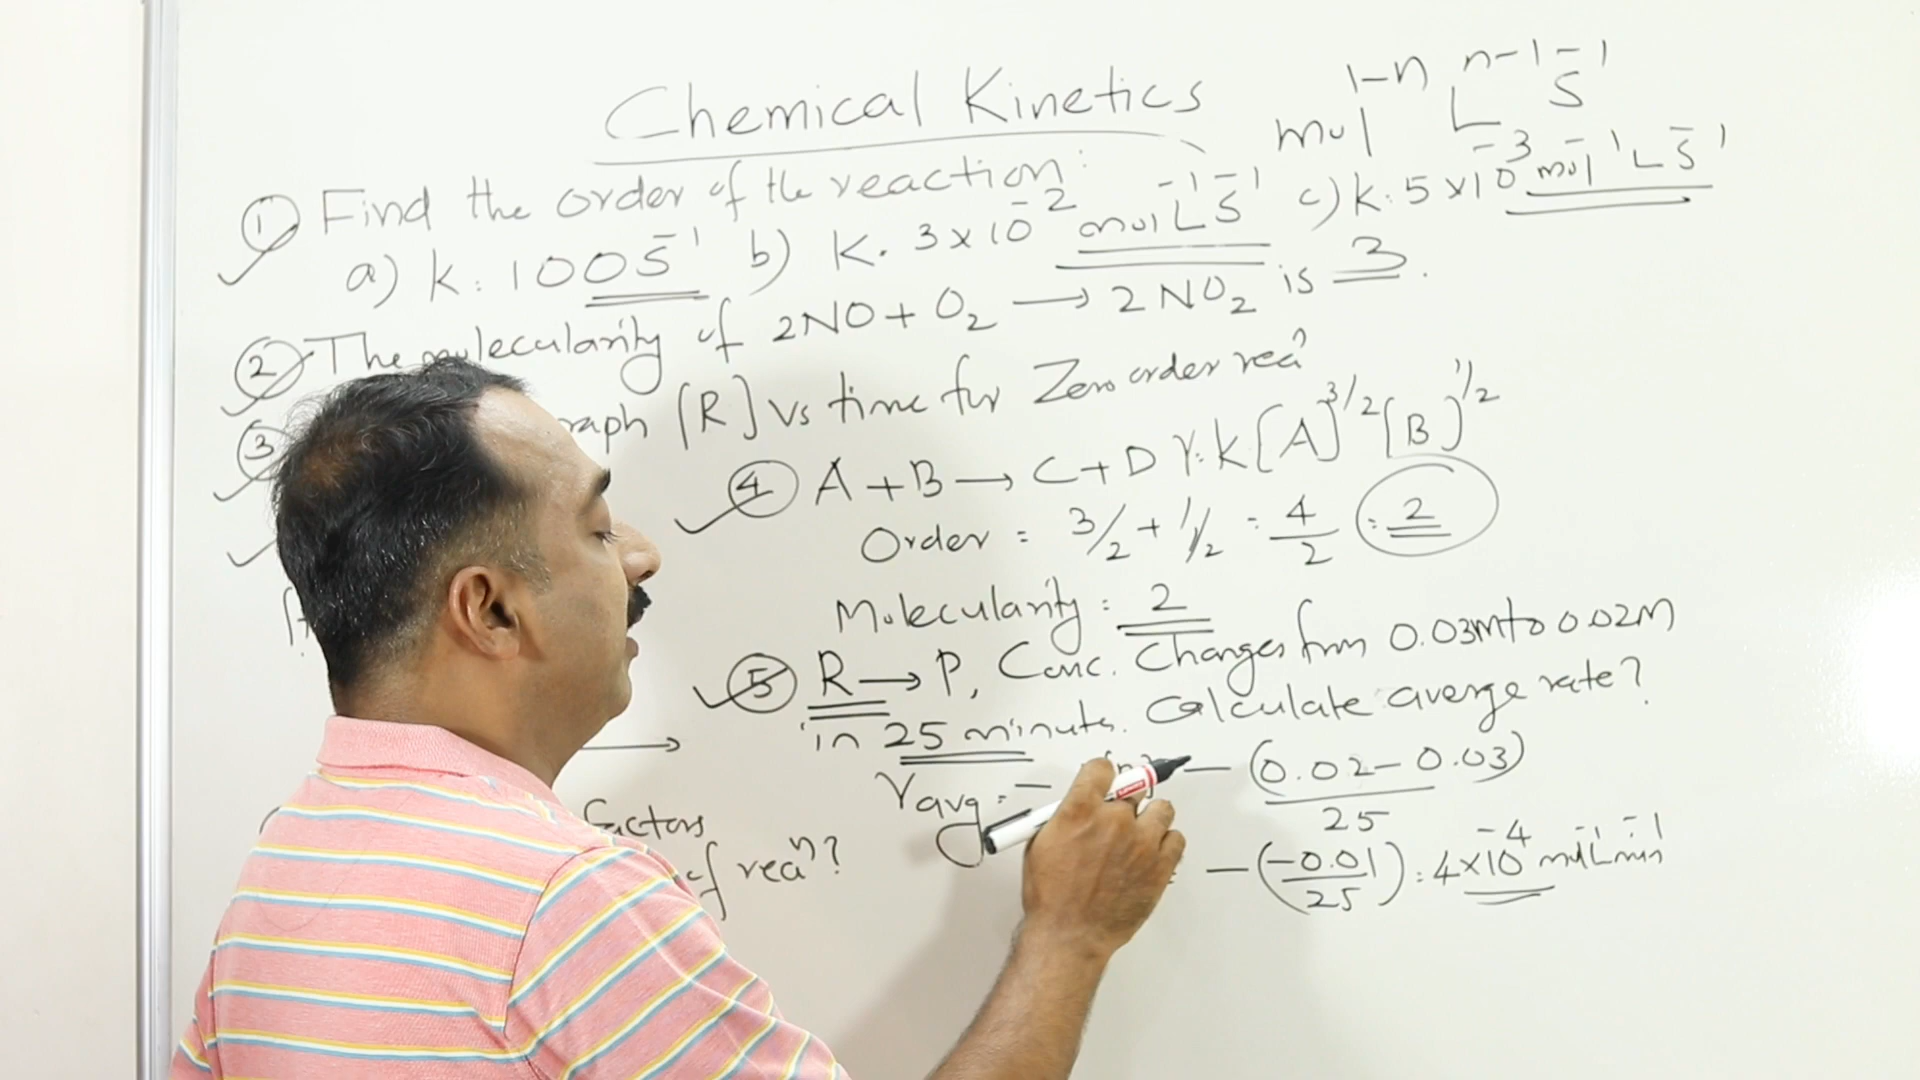 Chemical Kinetics
mol^1-n L^n-1 s^-1
① Find the order of the reaction:
a) k = 100 s^-1 b) K = 3 x 10^-2 mol L^-1 s^-1 c) k = 5 x 10^-3 mol^-1 L s^-1
② The molecularity of 2NO + O₂ → 2NO₂ is 3.
③ raph [R] Vs time for Zero order rea^n
④ A + B → C + D r = k [A]^3/2 [B]^1/2
Order = 3/2 + 1/2 = 4/2 = 2
Molecularity = 2
⑤ R → P, Conc. Changes from 0.03M to 0.02M
in 25 minutes. Calculate averge rate?
r avg = - = - (0.02 - 0.03) / 25
= - (-0.01 / 25) = 4 x 10^-4 mol L^-1 min^-1
factors
of rea^n?